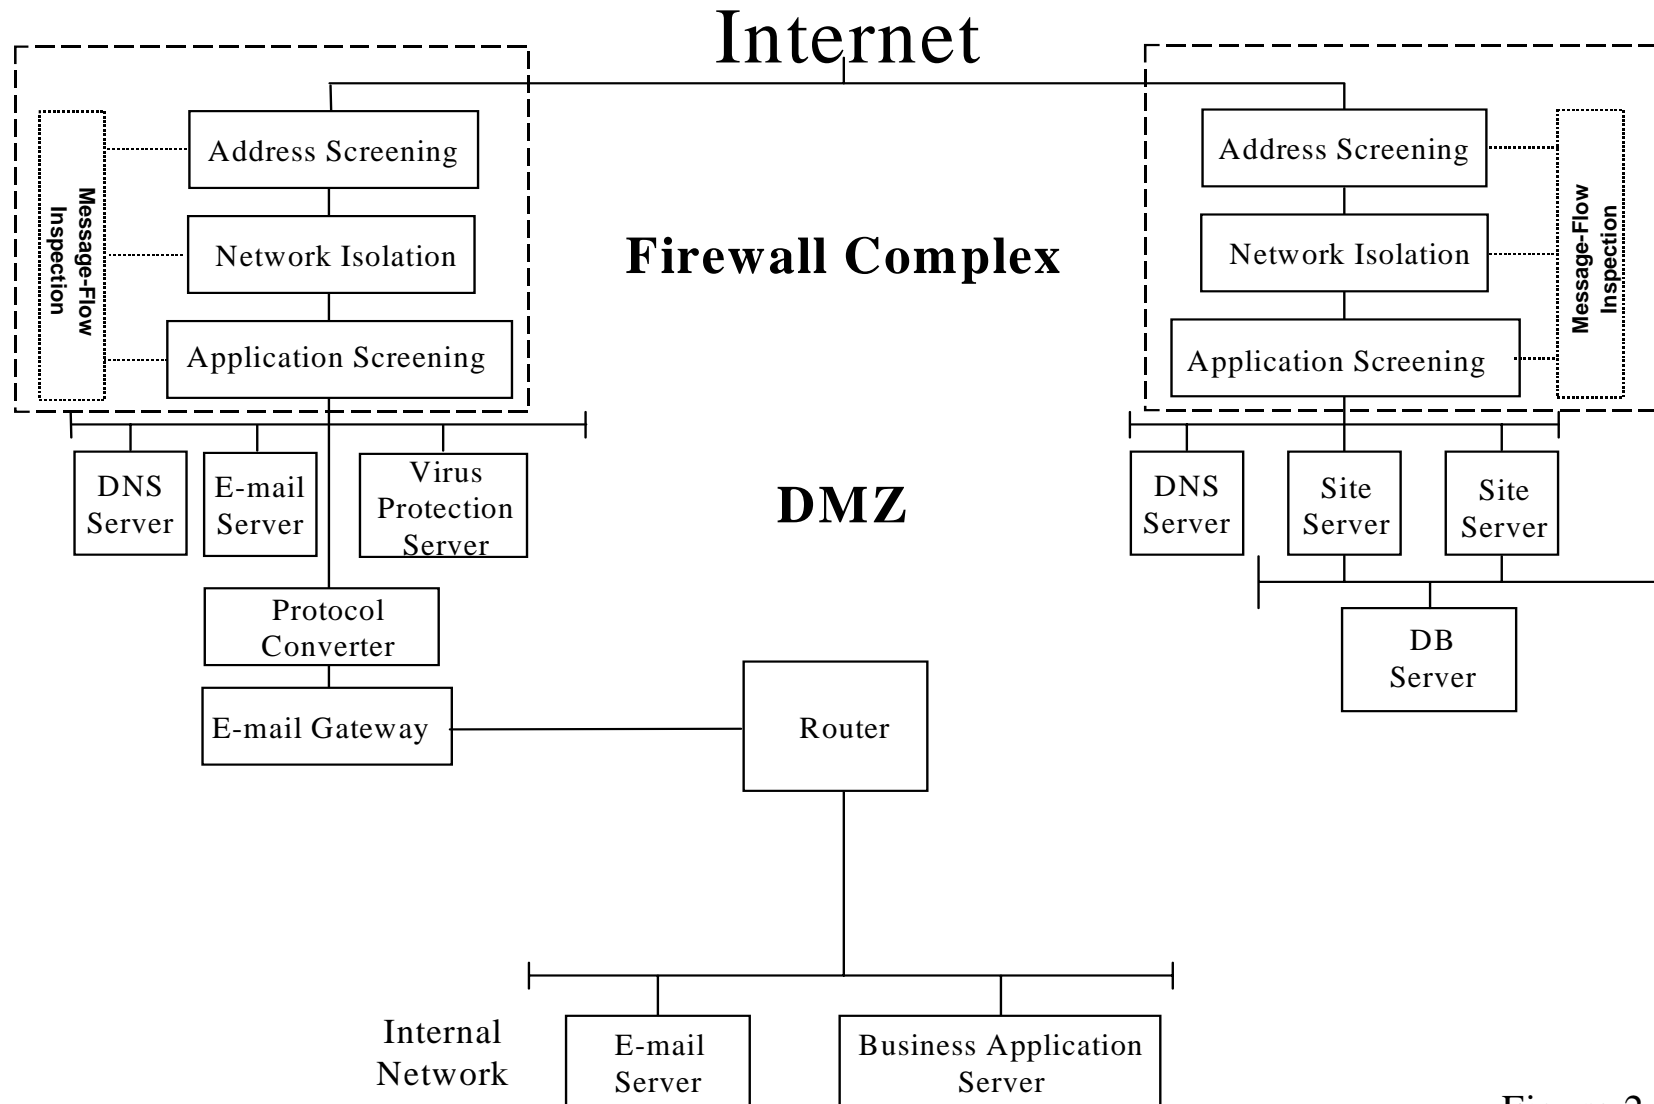 Internet
Address Screening
Network Isolation
Application Screening
Message-Flow
Inspection
Firewall Complex
Address Screening
Network Isolation
Application Screening
Message-Flow
Inspection
DNS
Server
E-mail
Server
Virus
Protection
Server
DMZ
DNS
Server
Site
Server
Site
Server
Protocol
Converter
DB
Server
E-mail Gateway
Router
Internal
Network
E-mail
Server
Business Application
Server